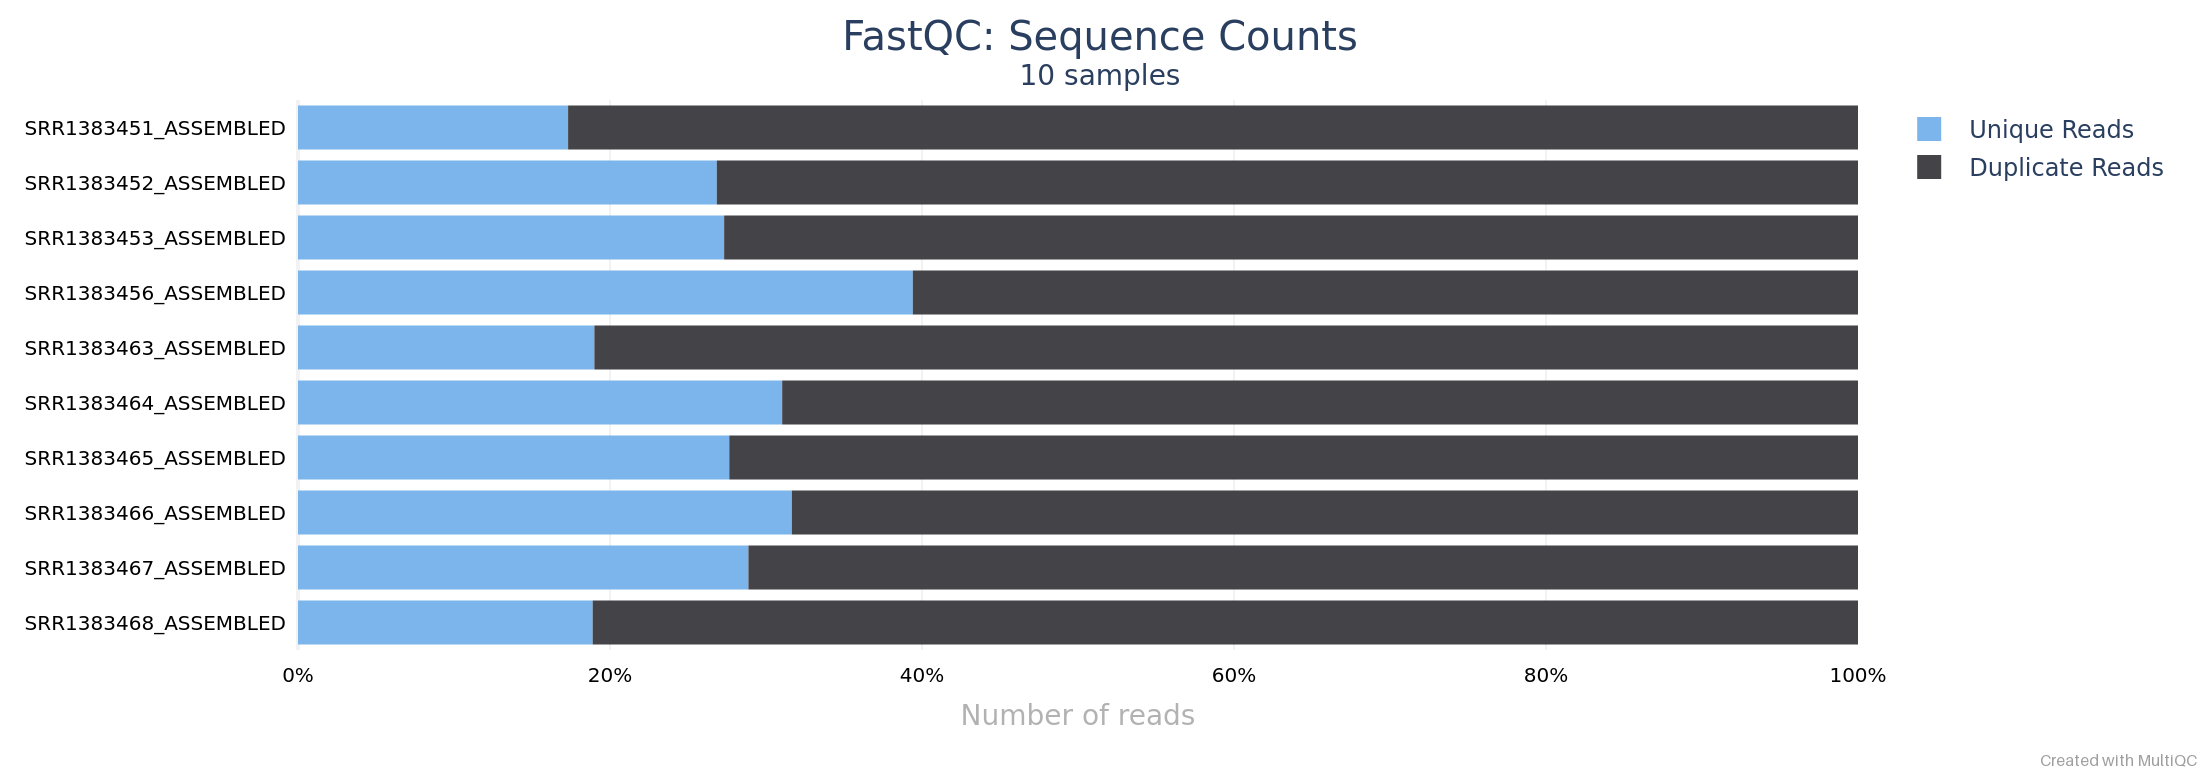 FastQC: Sequence Counts
10 samples
SRR1383451_ASSEMBLED
SRR1383452_ASSEMBLED
SRR1383453_ASSEMBLED
SRR1383456_ASSEMBLED
SRR1383463_ASSEMBLED
SRR1383464_ASSEMBLED
SRR1383465_ASSEMBLED
SRR1383466_ASSEMBLED
SRR1383467_ASSEMBLED
SRR1383468_ASSEMBLED
Unique Reads
Duplicate Reads
0% 20% 40% 60% 80% 100%
Number of reads
Created with MultiQC